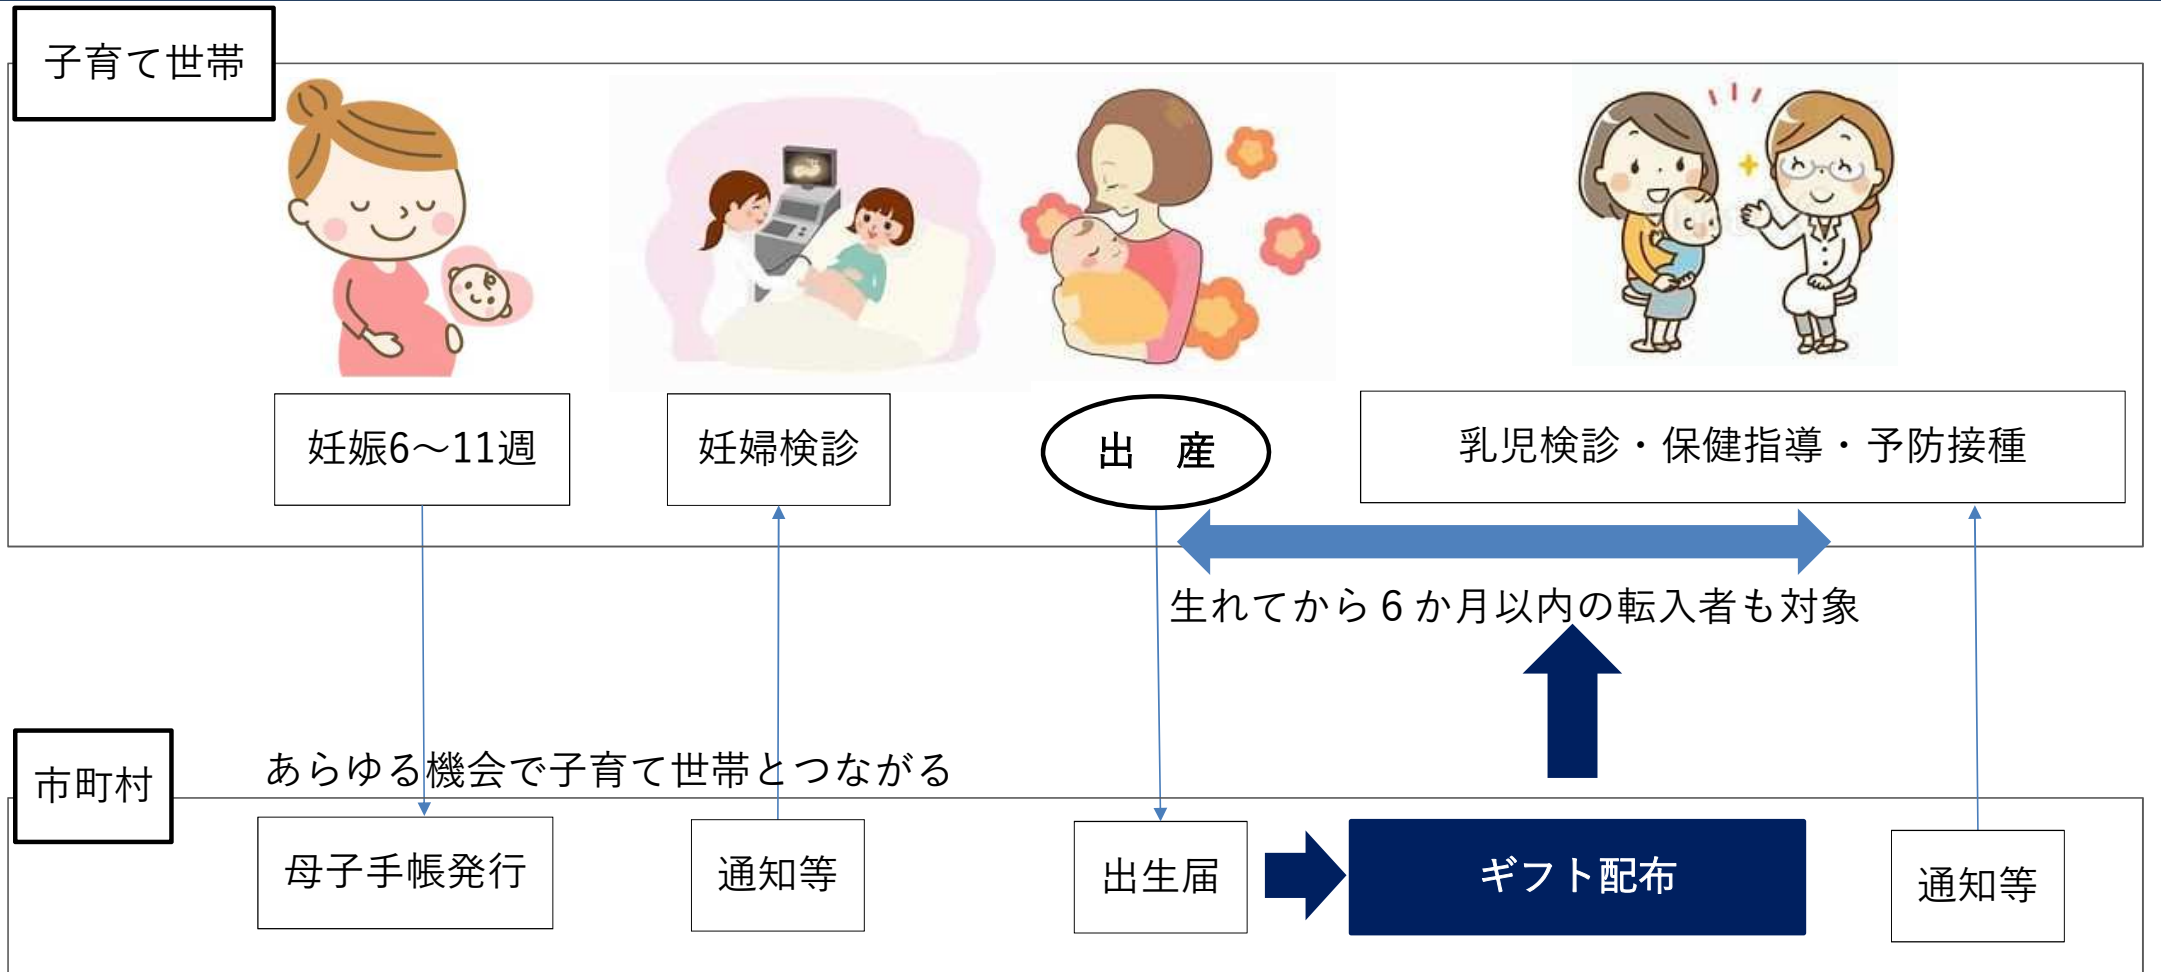 子育て世帯
妊娠6～11週
妊婦検診
出　産
乳児検診・保健指導・予防接種
生れてから６か月以内の転入者も対象
市町村
あらゆる機会で子育て世帯とつながる
母子手帳発行
通知等
出生届
ギフト配布
通知等